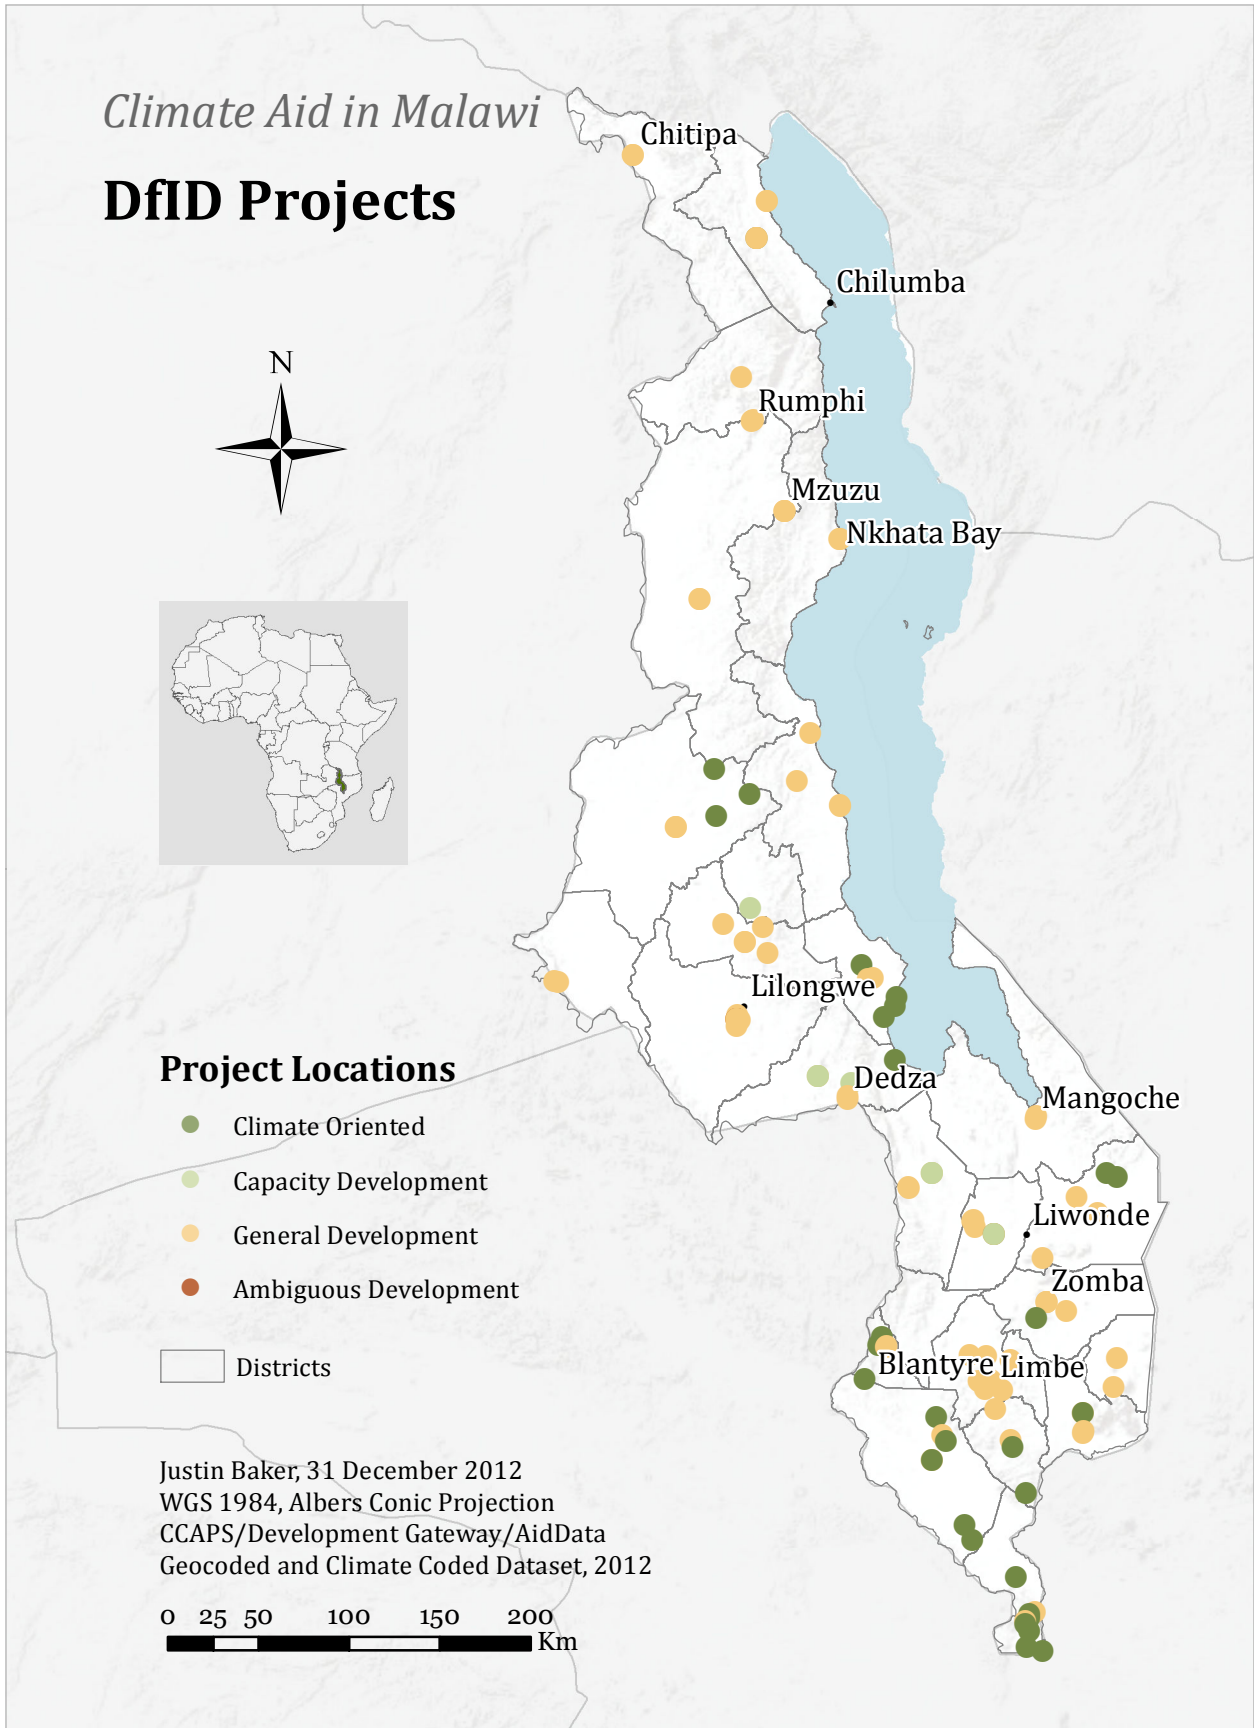 Climate Aid in Malawi
DfID Projects
Chitipa
Chilumba
N
Rumphi
Mzuzu
Nkhata Bay
Lilongwe
Project Locations
Dedza
Mangoche
Climate Oriented
Capacity Development
Liwonde
General Development
Zomba
Ambiguous Development
Districts
Blantyre
Limbe
Justin Baker, 31 December 2012
WGS 1984, Albers Conic Projection
CCAPS/Development Gateway/AidData
Geocoded and Climate Coded Dataset, 2012
0 25 50 100 150 200
Km